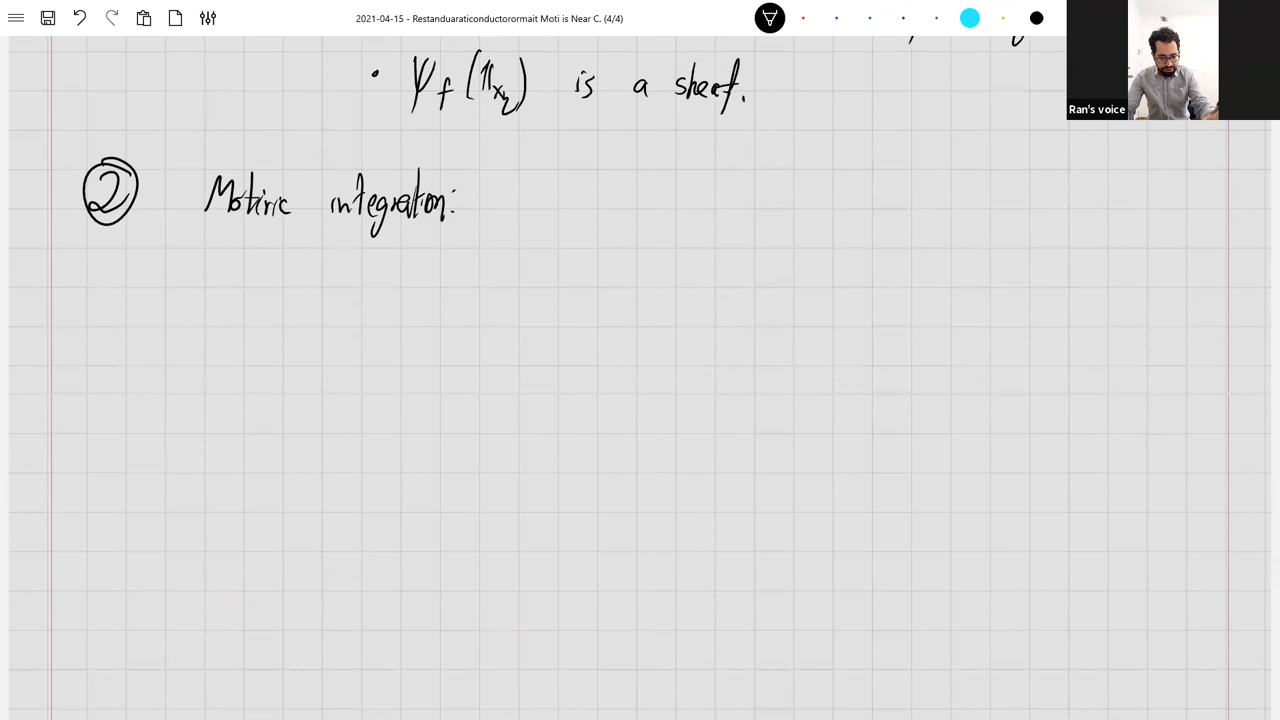 2021-04-15 - Restanduaraticonductorormait Moti is Near C. (4/4)
Ran's voice
• Ψ_f(𝟙_{X_η}) is a sheaf.
② Motivic integration: